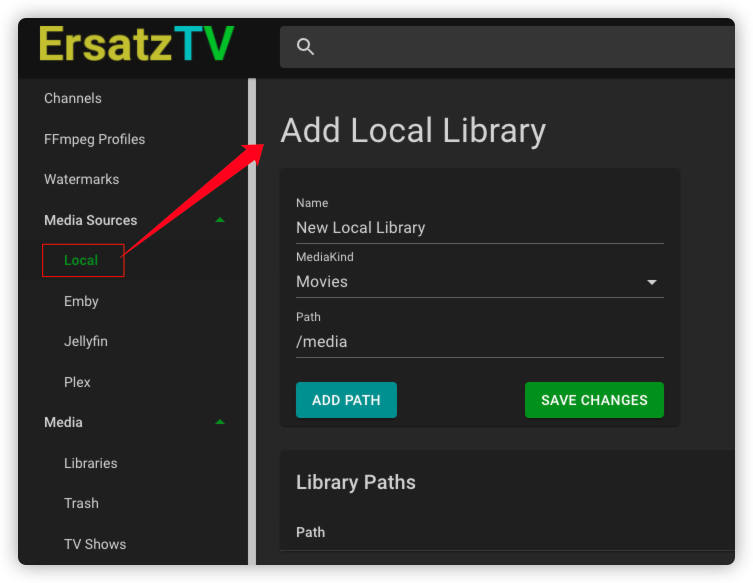 ErsatzTV
Channels
FFmpeg Profiles
Watermarks
Media Sources
Local
Emby
Jellyfin
Plex
Media
Libraries
Trash
TV Shows
Add Local Library
Name
New Local Library
MediaKind
Movies
Path
/media
ADD PATH
SAVE CHANGES
Library Paths
Path